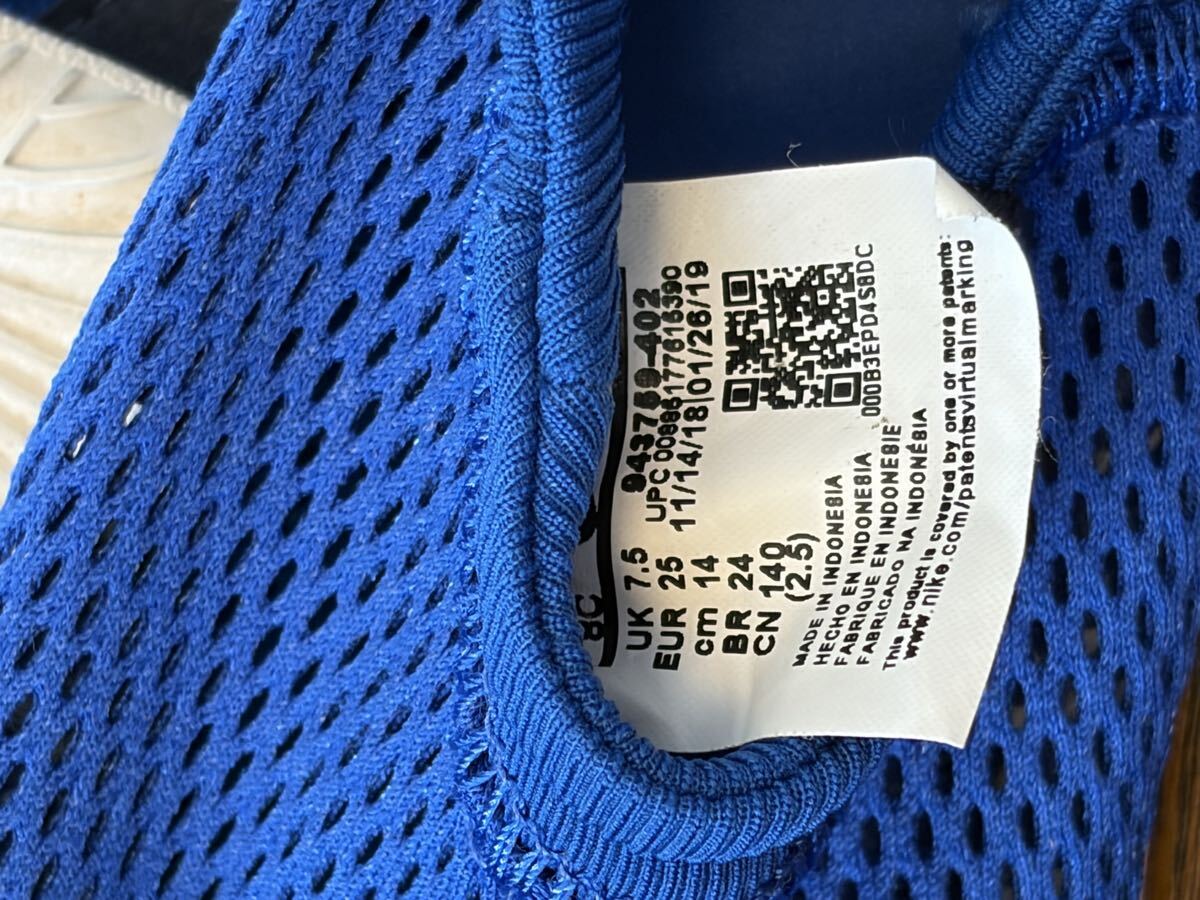 8C
UK 7.5
EUR 25
cm 14
BR 24
CN 140
(2.5)
943759-402
11/14/18|01/26/19
000B3EPD4S8DC
MADE IN INDONESIA
HECHO EN INDONESIA
FABRIQUE EN INDONESIE
FABRICADO NA INDONÉSIA
This product is covered by one or more patents:
www.nike.com/patentsvirtualmarking